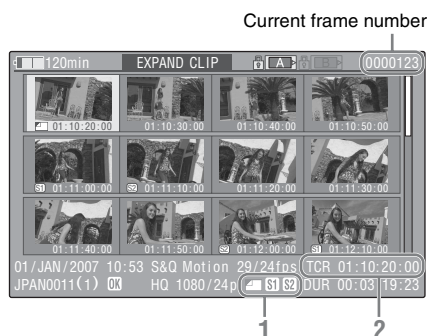 Current frame number
120min EXPAND CLIP A B 0000123
01:10:20:00 01:10:30:00 01:10:40:00 01:10:50:00
S1 01:11:00:00 S2 01:11:10:00 01:11:20:00 01:11:30:00
01:11:40:00 01:11:50:00 S2 01:12:00:00 S1 01:12:10:00
01/JAN/2007 10:53 S&Q Motion 29/24fps TCR 01:10:20:00
JPAN0011(1) OK HQ 1080/24p S1 S2 DUR 00:03:19:23
1 2